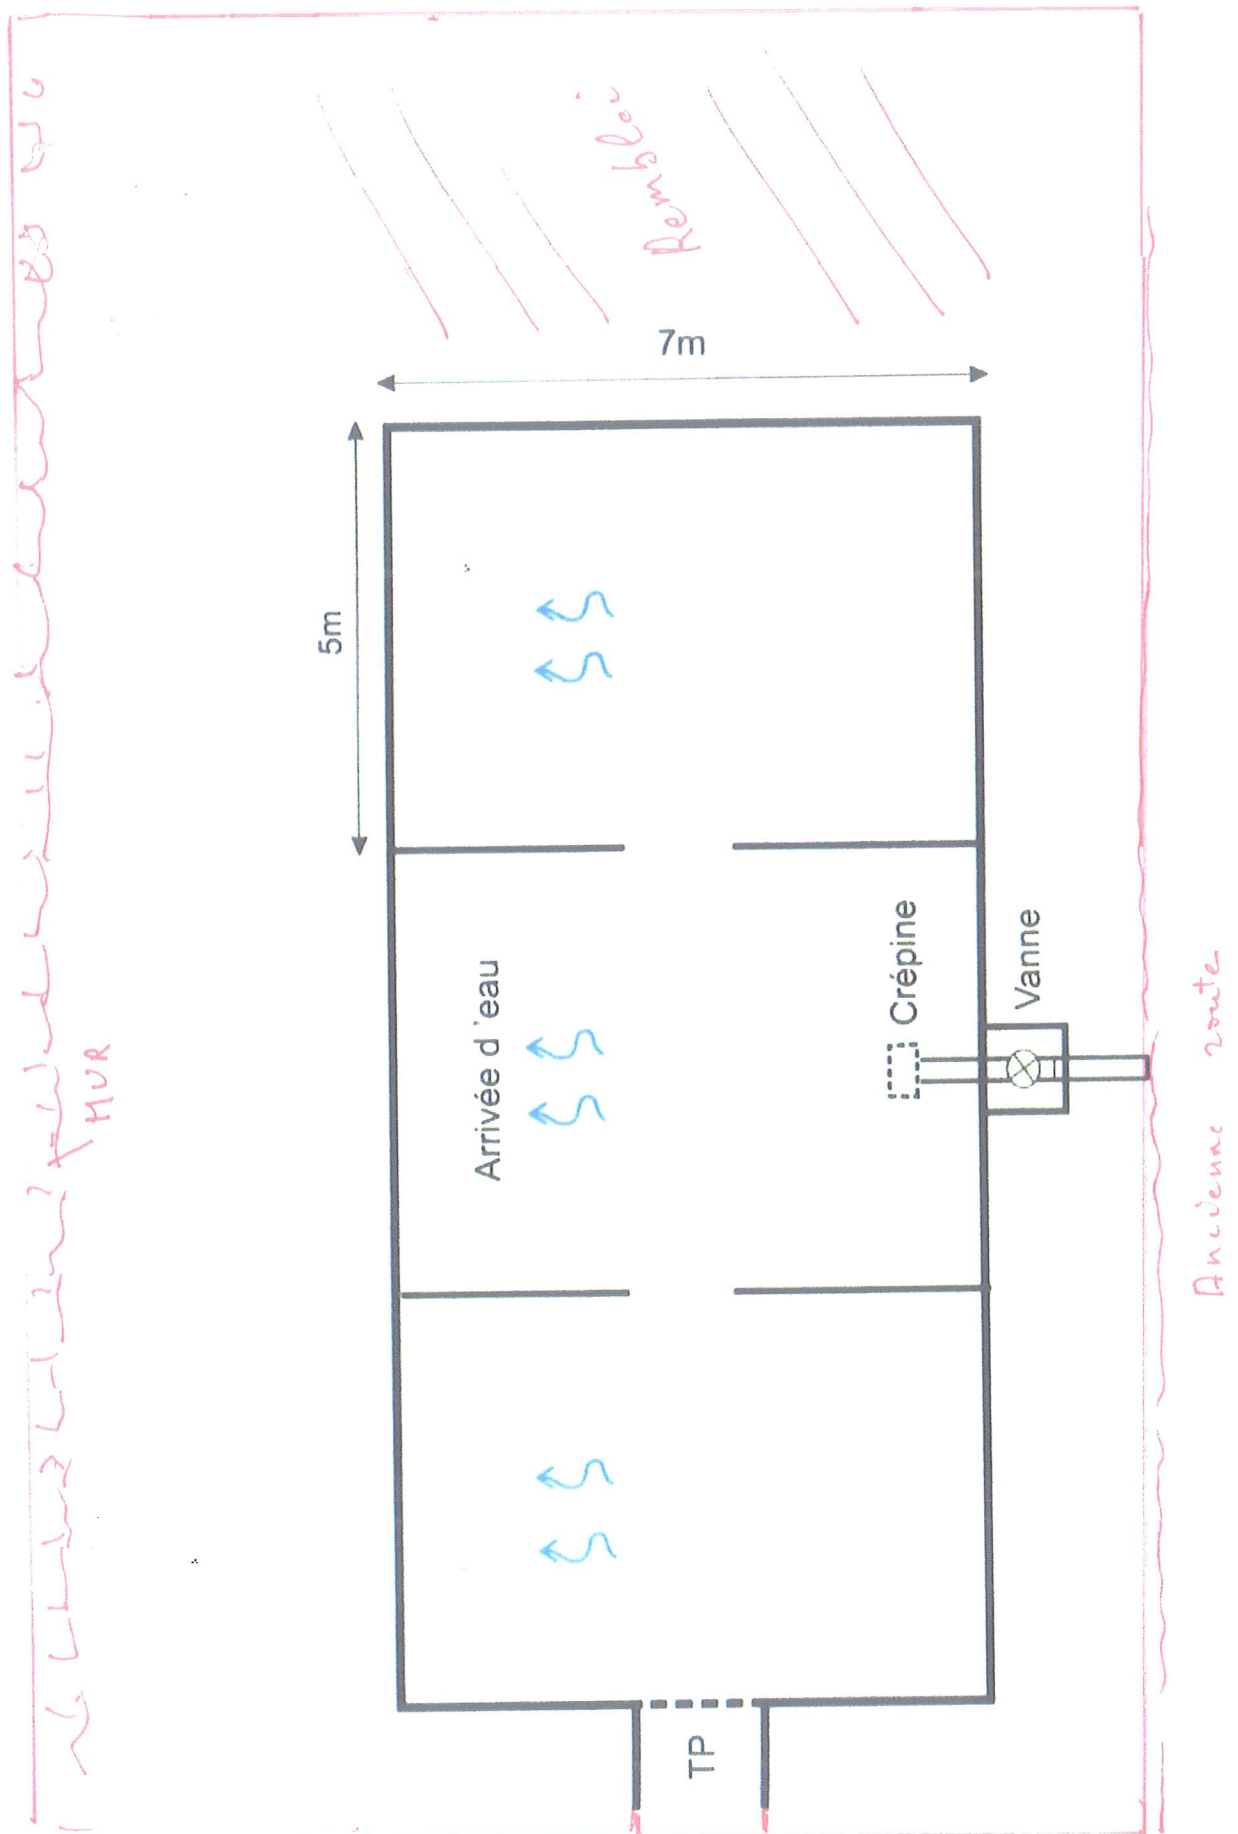 Remblai
7m
5m
Arrivée d'eau
Crépine
Vanne
MUR
TP
Ancienne route